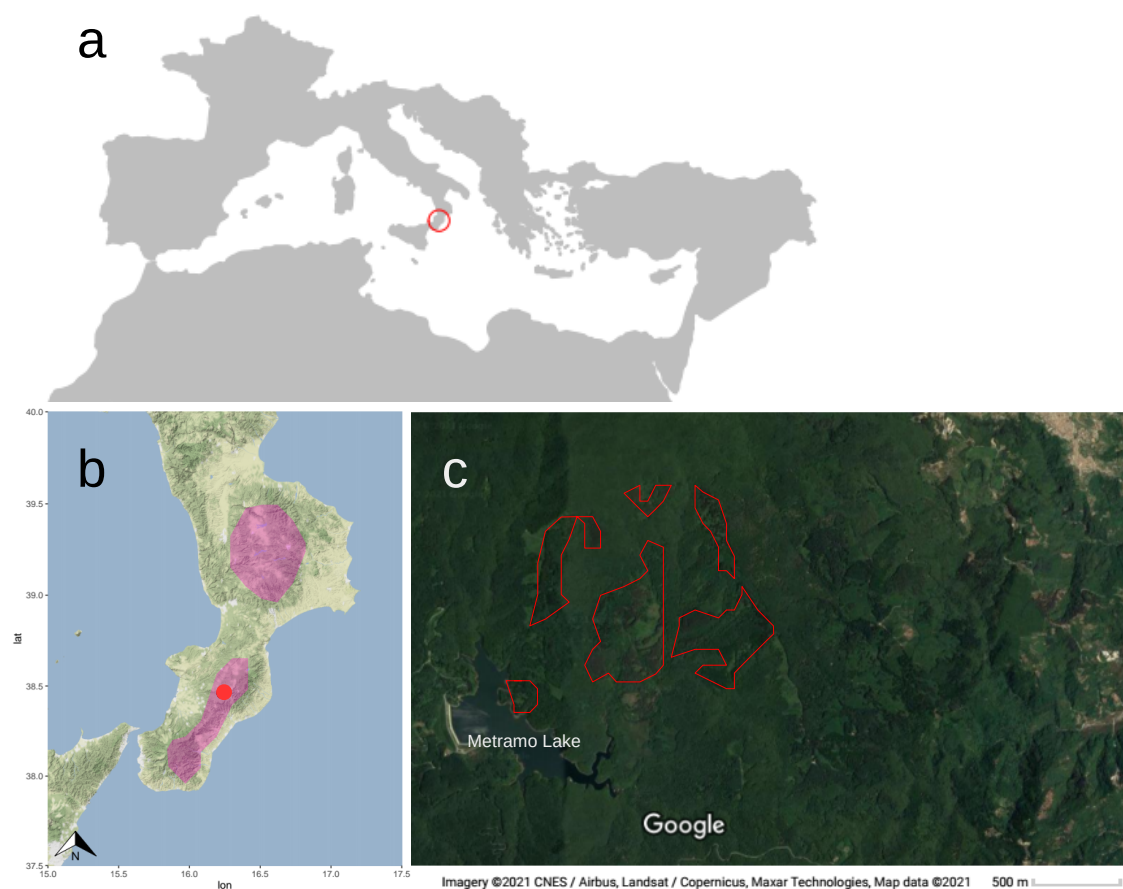 a
b
40.0
39.5
39.0
38.5
38.0
37.5
lat
N
15.0 15.5 16.0 16.5 17.0 17.5
lon
c
Metramo Lake
Google
Imagery ©2021 CNES / Airbus, Landsat / Copernicus, Maxar Technologies, Map data ©2021 500 m